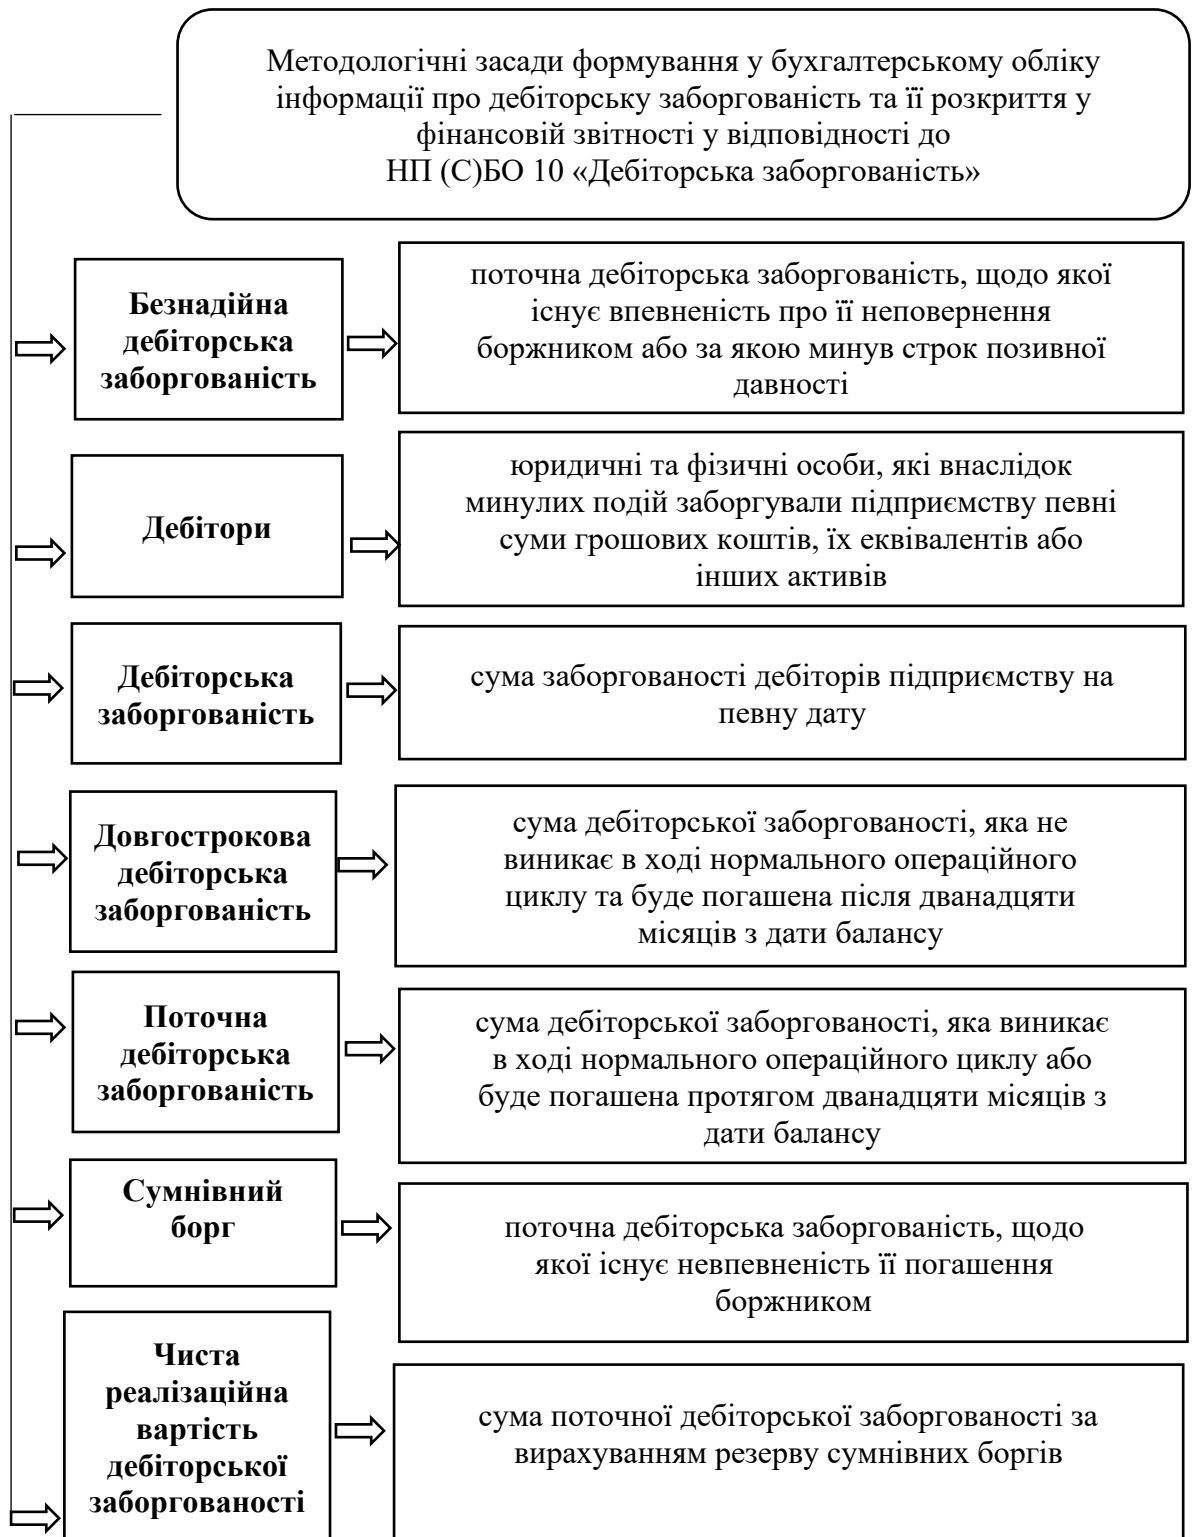 Методологічні засади формування у бухгалтерському обліку
інформації про дебіторську заборгованість та її розкриття у
фінансовій звітності у відповідності до
НП (С)БО 10 «Дебіторська заборгованість»
Безнадійна
дебіторська
заборгованість
поточна дебіторська заборгованість, щодо якої
існує впевненість про її неповернення
боржником або за якою минув строк позивної
давності
Дебітори
юридичні та фізичні особи, які внаслідок
минулих подій заборгували підприємству певні
суми грошових коштів, їх еквівалентів або
інших активів
Дебіторська
заборгованість
сума заборгованості дебіторів підприємству на
певну дату
Довгострокова
дебіторська
заборгованість
сума дебіторської заборгованості, яка не
виникає в ході нормального операційного
циклу та буде погашена після дванадцяти
місяців з дати балансу
Поточна
дебіторська
заборгованість
сума дебіторської заборгованості, яка виникає
в ході нормального операційного циклу або
буде погашена протягом дванадцяти місяців з
дати балансу
Сумнівний
борг
поточна дебіторська заборгованість, щодо
якої існує невпевненість її погашення
боржником
Чиста
реалізаційна
вартість
дебіторської
заборгованості
сума поточної дебіторської заборгованості за
вирахуванням резерву сумнівних боргів